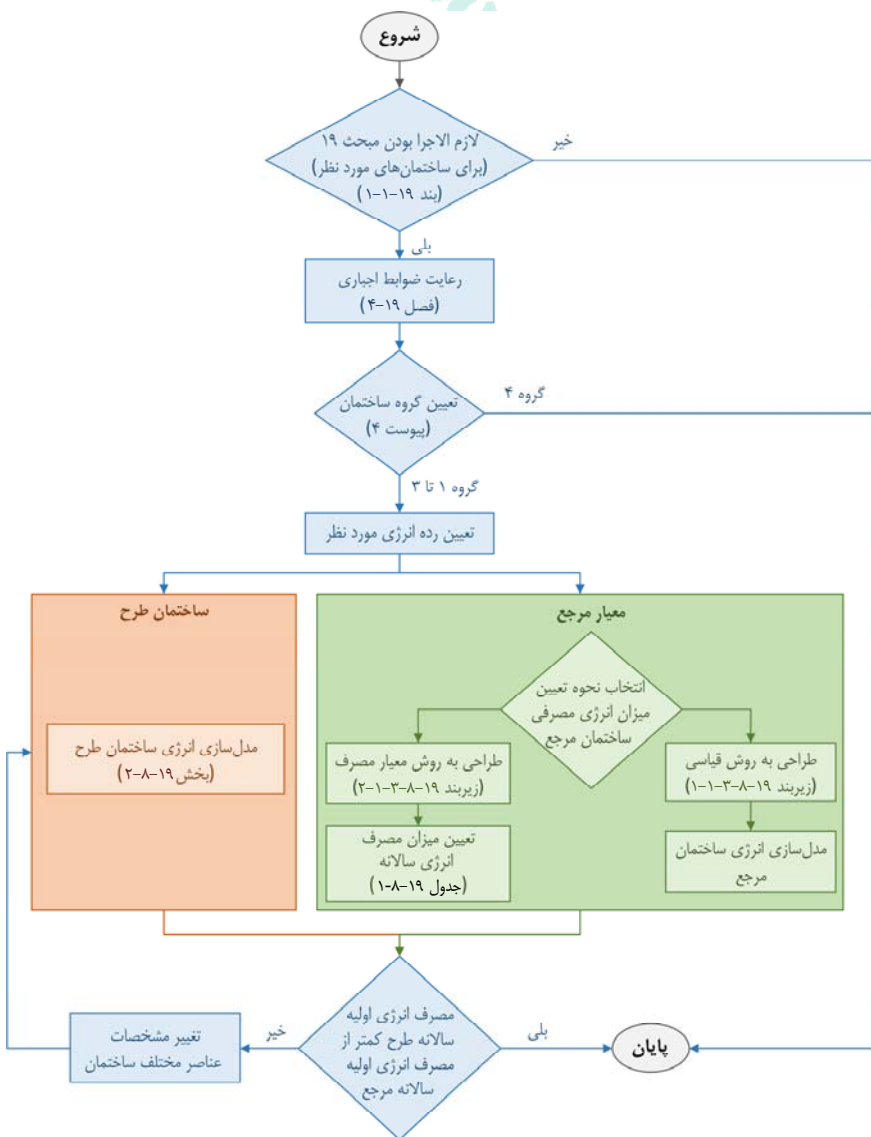 شروع
لازم الاجرا بودن مبحث ۱۹
(برای ساختمان‌های مورد نظر)
(بند ۱۹-۱-۱)
خیر
بلی
رعایت ضوابط اجباری
(فصل ۱۹-۴)
تعیین گروه ساختمان
(پیوست ۴)
گروه ۴
گروه ۱ تا ۳
تعیین رده انرژی مورد نظر
معیار مرجع
انتخاب نحوه تعیین
میزان انرژی مصرفی
ساختمان مرجع
طراحی به روش قیاسی
(زیربند ۱۹-۸-۳-۱-۱)
مدل‌سازی انرژی ساختمان
مرجع
طراحی به روش معیار مصرف
(زیربند ۱۹-۸-۳-۱-۲)
تعیین میزان مصرف
انرژی سالانه
(جدول ۱۹-۸-۱)
ساختمان طرح
مدل‌سازی انرژی ساختمان طرح
(بخش ۱۹-۸-۲)
مصرف انرژی اولیه
سالانه طرح کمتر از
مصرف انرژی اولیه
سالانه مرجع
بلی
پایان
خیر
تغییر مشخصات
عناصر مختلف ساختمان